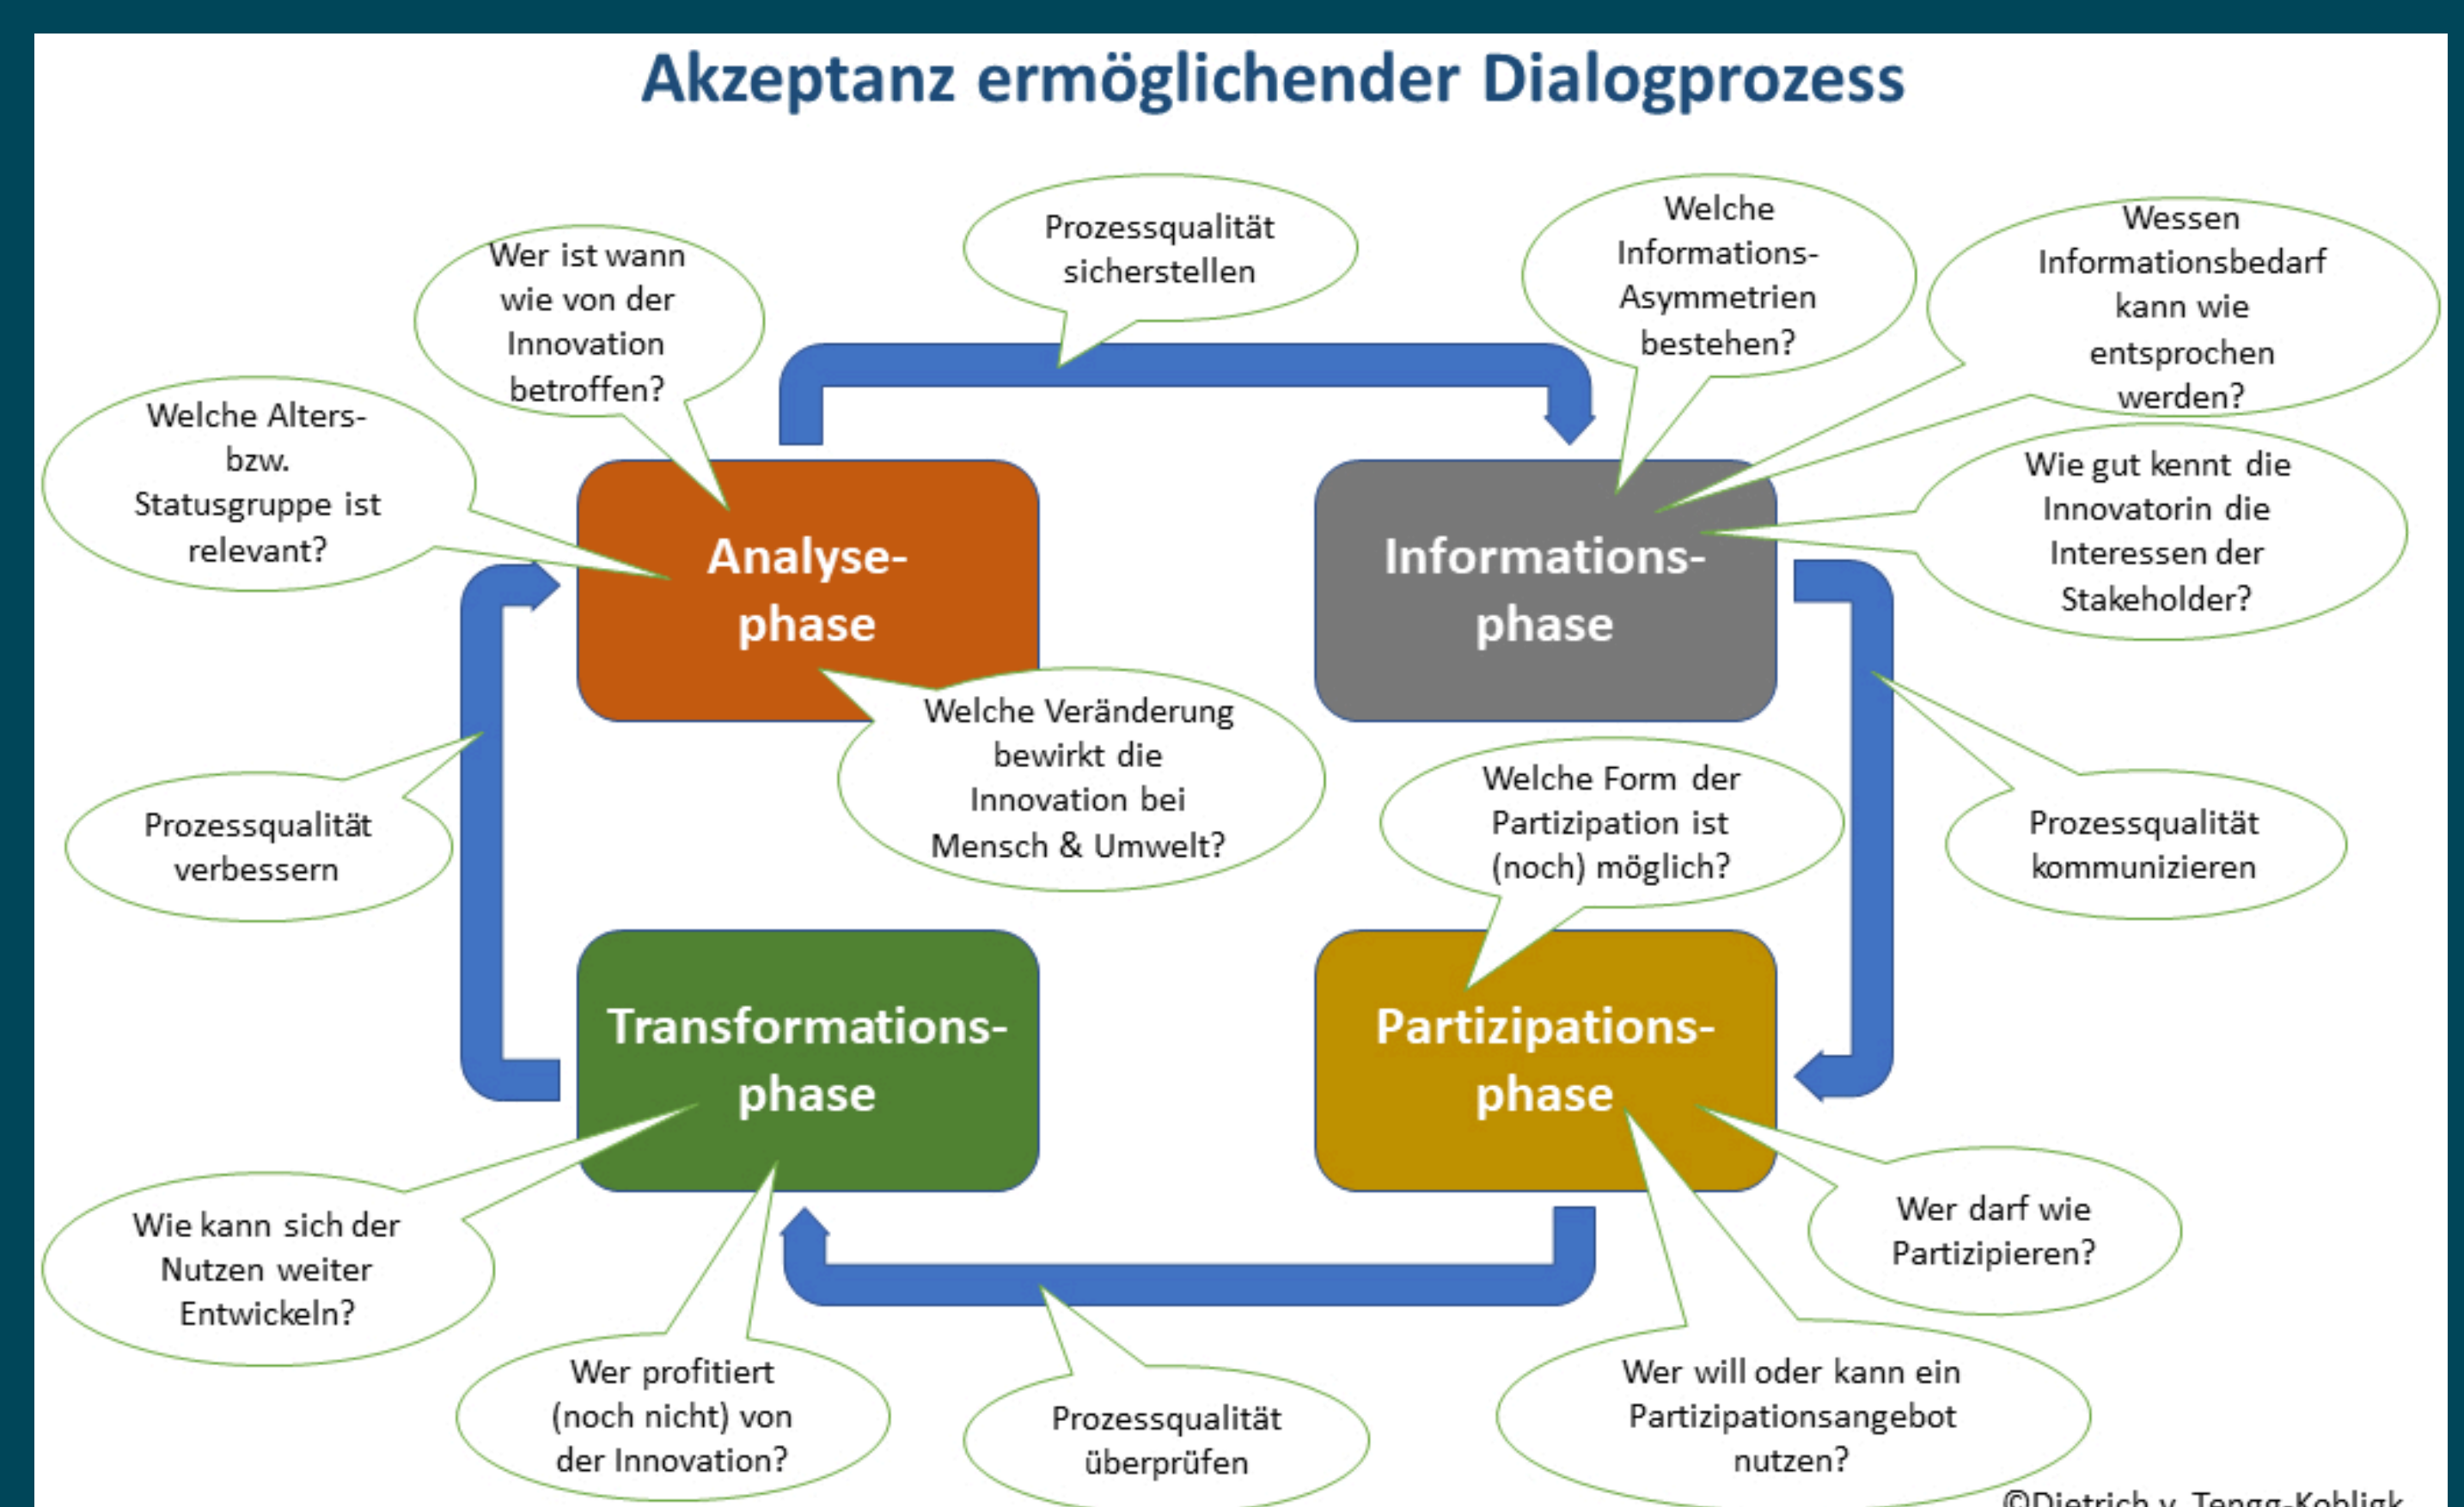 Akzeptanz ermöglichender Dialogprozess
Wer ist wann
wie von der
Innovation
betroffen?
Prozessqualität
sicherstellen
Welche
Informations-
Asymmetrien
bestehen?
Wessen
Informationsbedarf
kann wie
entsprochen
werden?
Welche Alters-
bzw.
Statusgruppe ist
relevant?
Analyse-
phase
Informations-
phase
Wie gut kennt die
Innovatorin die
Interessen der
Stakeholder?
Welche Veränderung
bewirkt die
Innovation bei
Mensch & Umwelt?
Welche Form der
Partizipation ist
(noch) möglich?
Prozessqualität
verbessern
Prozessqualität
kommunizieren
Transformations-
phase
Partizipations-
phase
Wie kann sich der
Nutzen weiter
Entwickeln?
Wer darf wie
Partizipieren?
Wer profitiert
(noch nicht) von
der Innovation?
Prozessqualität
überprüfen
Wer will oder kann ein
Partizipationsangebot
nutzen?
©Dietrich v. Tengg-Kobligk